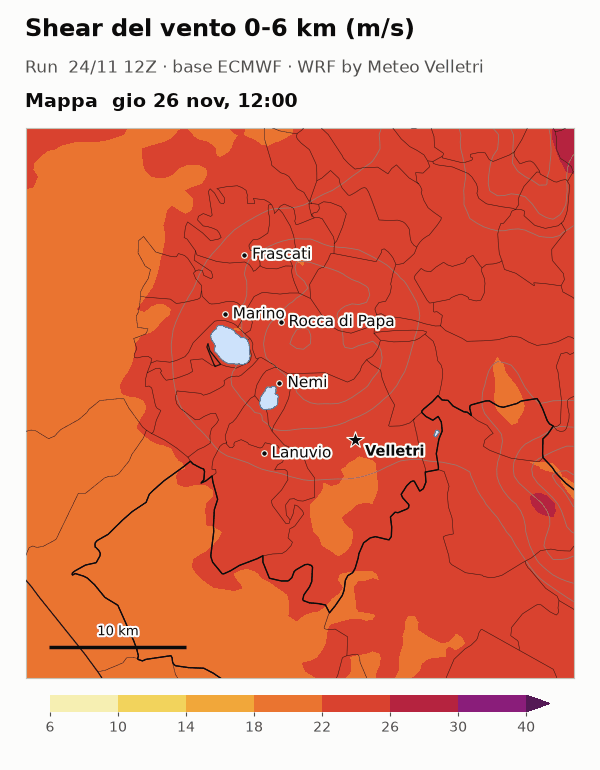 Shear del vento 0-6 km (m/s)
Run  24/11 12Z · base ECMWF · WRF by Meteo Velletri
Mappa  gio 26 nov, 12:00
Frascati
Marino
Rocca di Papa
Nemi
Velletri
Lanuvio
10 km
6 10 14 18 22 26 30 40